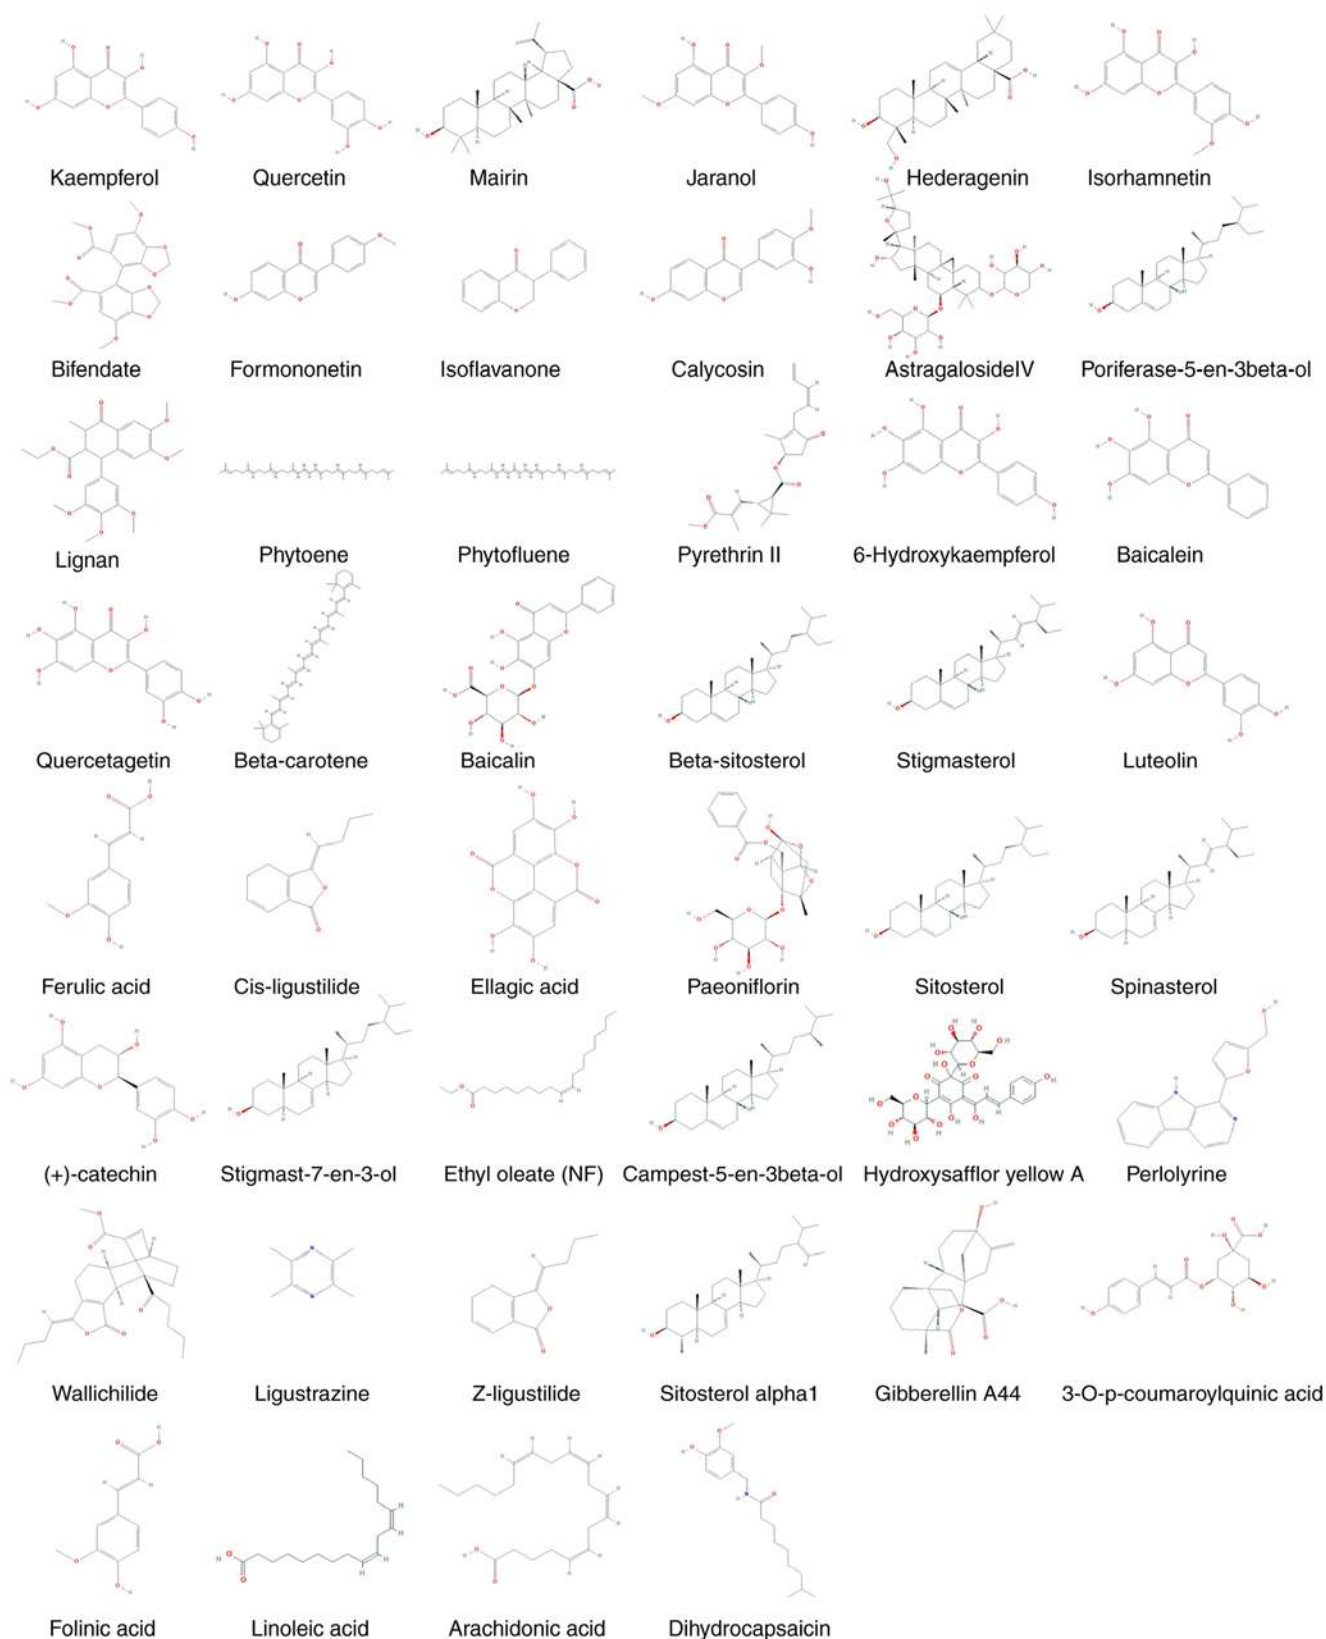 Kaempferol Quercetin Mairin Jaranol Hederagenin Isorhamnetin
Bifendate Formononetin Isoflavanone Calycosin AstragalosideIV Poriferase-5-en-3beta-ol
Lignan Phytoene Phytofluene Pyrethrin II 6-Hydroxykaempferol Baicalein
Quercetagetin Beta-carotene Baicalin Beta-sitosterol Stigmasterol Luteolin
Ferulic acid Cis-ligustilide Ellagic acid Paeoniflorin Sitosterol Spinasterol
(+)-catechin Stigmast-7-en-3-ol Ethyl oleate (NF) Campest-5-en-3beta-ol Hydroxysafflor yellow A Perlolyrine
Wallichilide Ligustrazine Z-ligustilide Sitosterol alpha1 Gibberellin A44 3-O-p-coumaroylquinic acid
Folinic acid Linoleic acid Arachidonic acid Dihydrocapsaicin